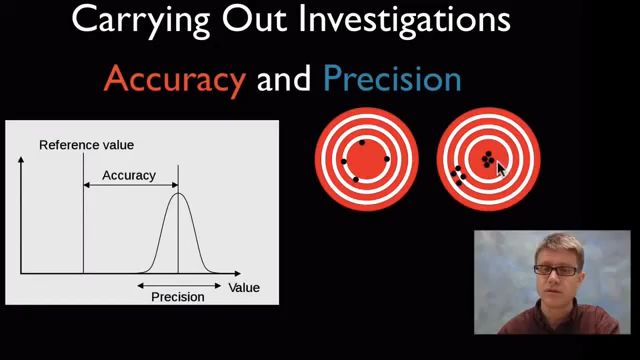 Carrying Out Investigations
Accuracy and Precision
Reference value
Accuracy
Value
Precision